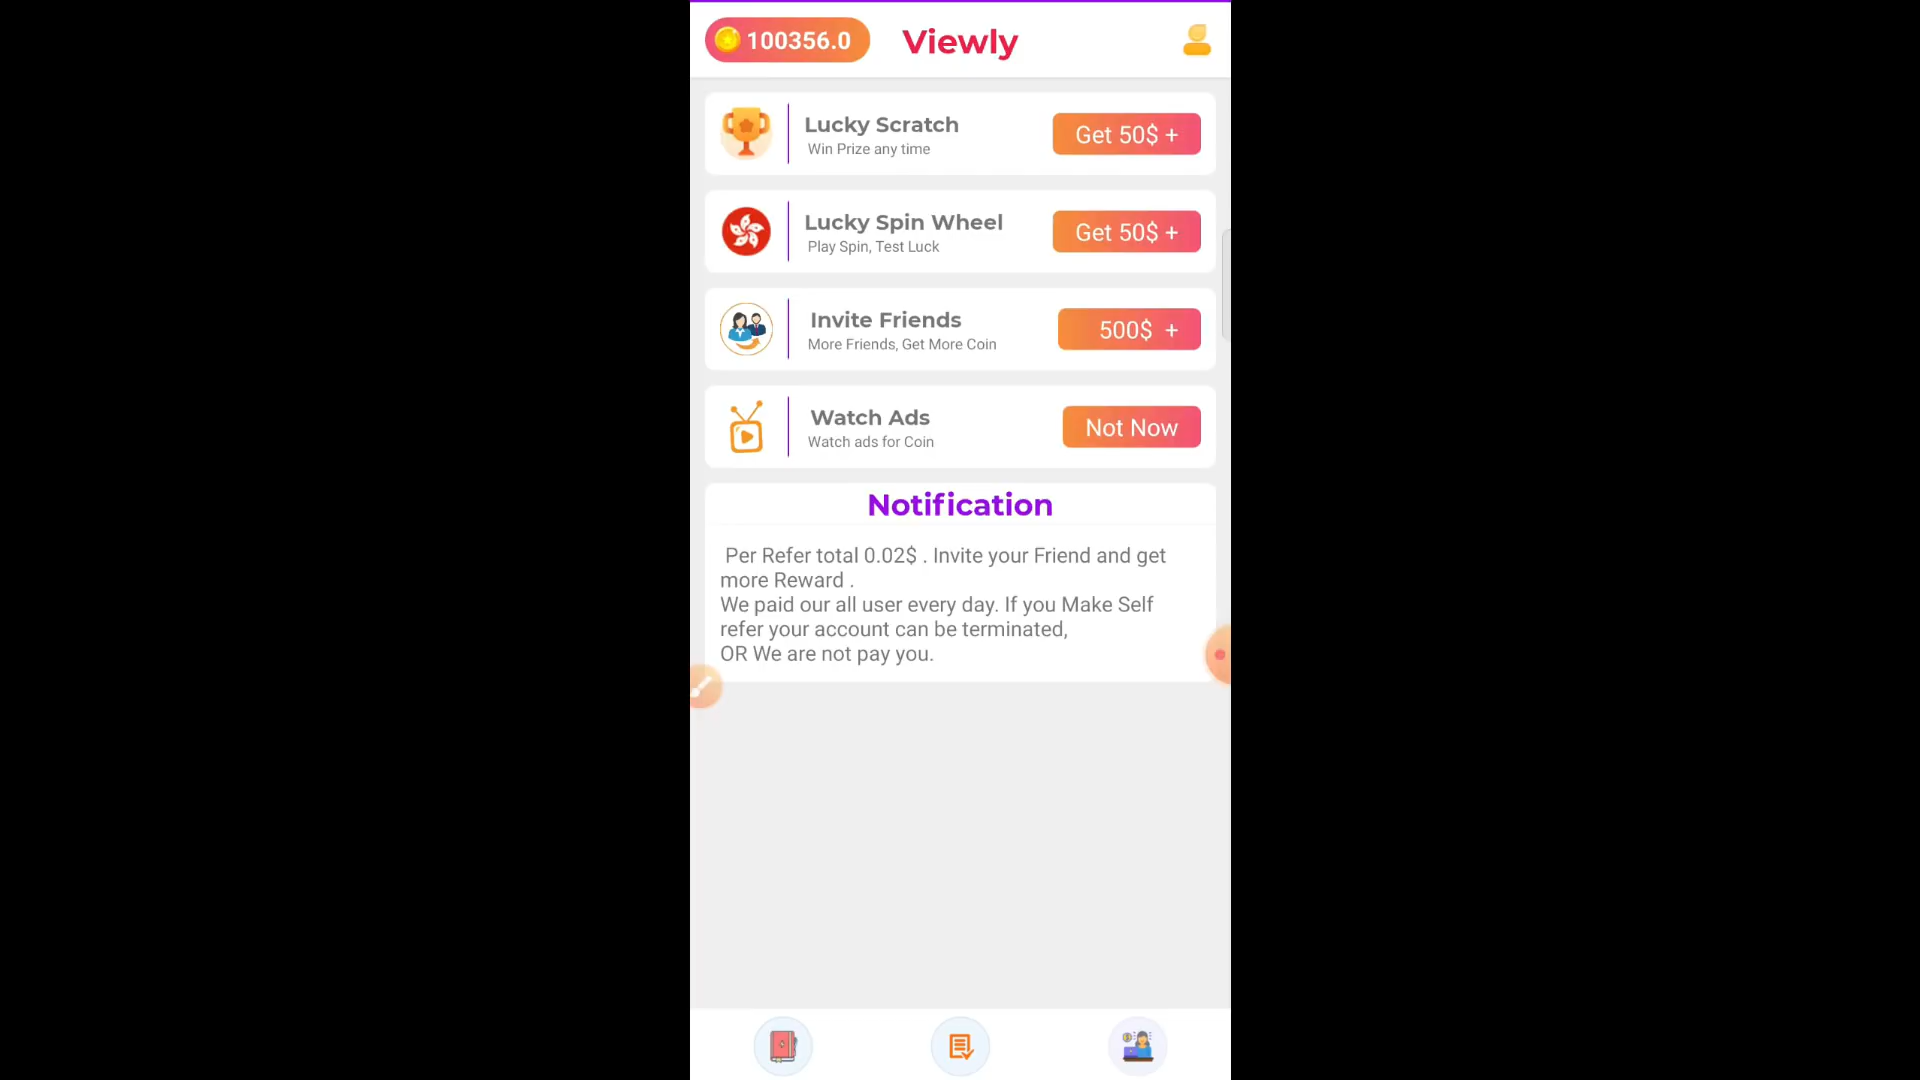 100356.0
Viewly
Lucky Scratch
Win Prize any time
Get 50$ +
Lucky Spin Wheel
Play Spin, Test Luck
Get 50$ +
Invite Friends
More Friends, Get More Coin
500$ +
Watch Ads
Watch ads for Coin
Not Now
Notification
Per Refer total 0.02$ . Invite your Friend and get
more Reward .
We paid our all user every day. If you Make Self
refer your account can be terminated,
OR We are not pay you.